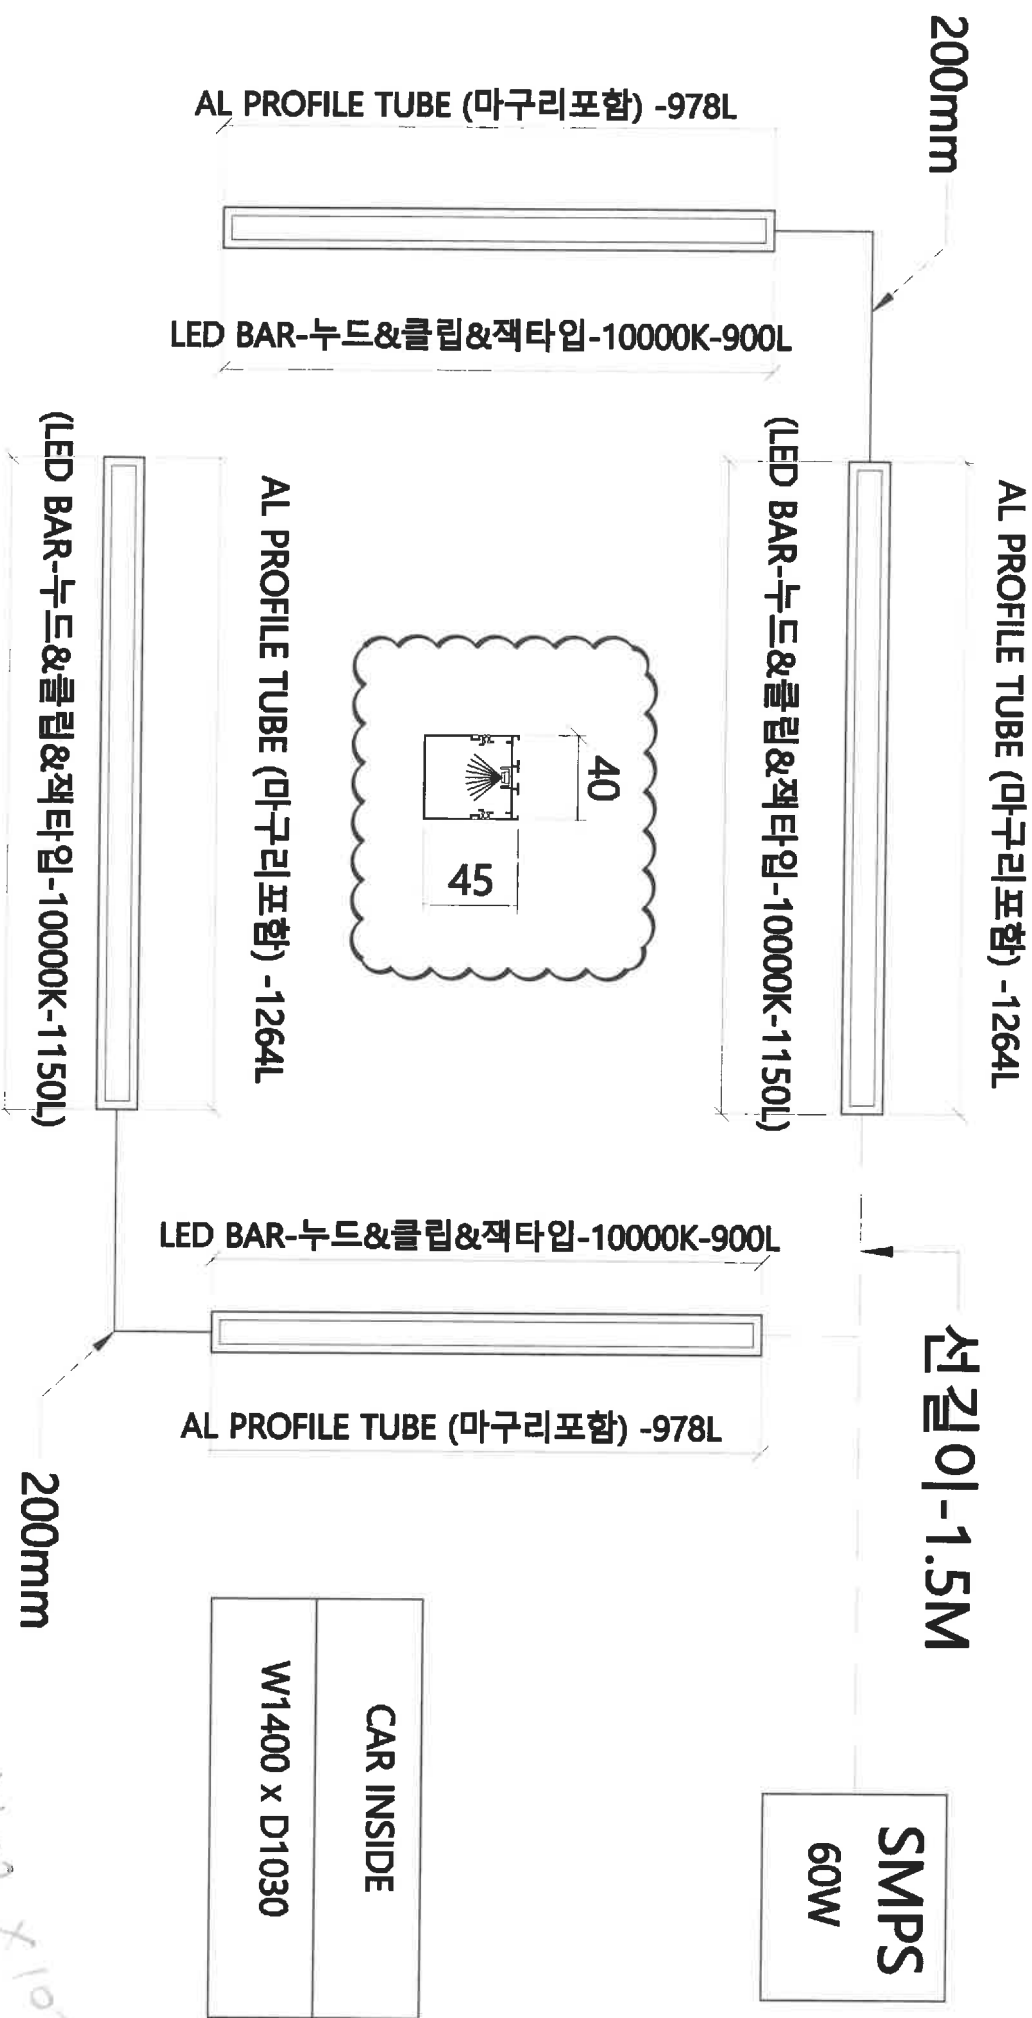 200mm
AL PROFILE TUBE (마구리포함) -978L
LED BAR-누드&클립&잭타입-10000K-900L
AL PROFILE TUBE (마구리포함) -1264L
(LED BAR-누드&클립&잭타입-10000K-1150L)
40
45
AL PROFILE TUBE (마구리포함) -1264L
(LED BAR-누드&클립&잭타입-10000K-1150L)
선길이-1.5M
LED BAR-누드&클립&잭타입-10000K-900L
AL PROFILE TUBE (마구리포함) -978L
200mm
SMPS
60W
CAR INSIDE
W1400 x D1030